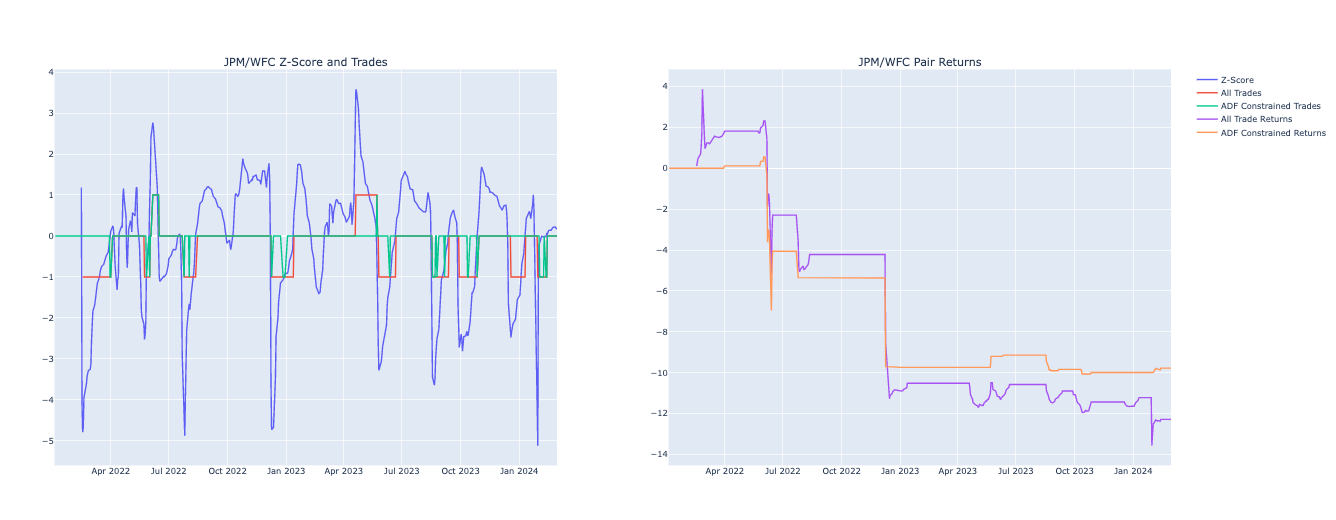 JPM/WFC Z-Score and Trades
4
3
2
1
0
−1
−2
−3
−4
−5
Apr 2022 Jul 2022 Oct 2022 Jan 2023 Apr 2023 Jul 2023 Oct 2023 Jan 2024
JPM/WFC Pair Returns
4
2
0
−2
−4
−6
−8
−10
−12
−14
Apr 2022 Jul 2022 Oct 2022 Jan 2023 Apr 2023 Jul 2023 Oct 2023 Jan 2024
Z-Score
All Trades
ADF Constrained Trades
All Trade Returns
ADF Constrained Returns